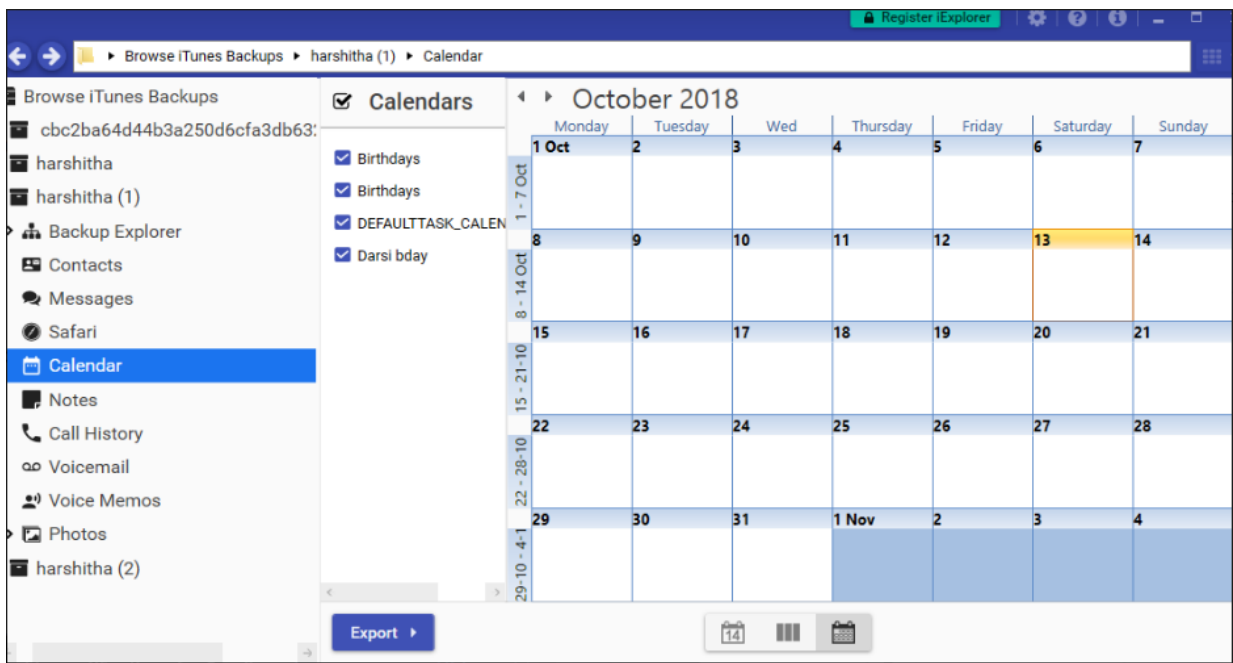 Register iExplorer
Browse iTunes Backups harshitha (1) Calendar
Browse iTunes Backups
cbc2ba64d44b3a250d6cfa3db63
harshitha
harshitha (1)
Backup Explorer
Contacts
Messages
Safari
Calendar
Notes
Call History
Voicemail
Voice Memos
Photos
harshitha (2)
Calendars
Birthdays
Birthdays
DEFAULTTASK_CALEN
Darsi bday
Export
October 2018
Monday Tuesday Wed Thursday Friday Saturday Sunday
1 - 7 Oct
1 Oct 2 3 4 5 6 7
8 - 14 Oct
8 9 10 11 12 13 14
15 - 21-10
15 16 17 18 19 20 21
22 - 28-10
22 23 24 25 26 27 28
29-10 - 4-1
29 30 31 1 Nov 2 3 4
14